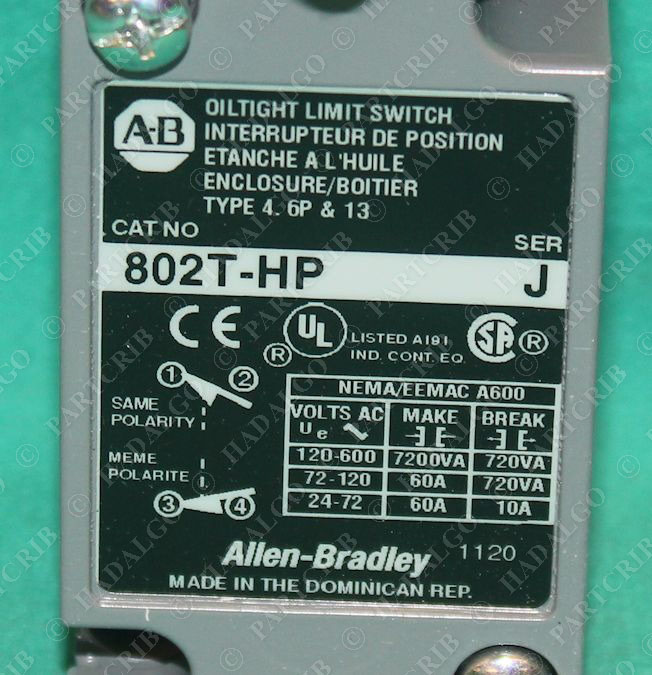 A-B
OILTIGHT LIMIT SWITCH
INTERRUPTEUR DE POSITION
ETANCHE A L'HUILE
ENCLOSURE/BOITIER
TYPE 4. 6P & 13
CAT NO
SER
802T-HP
J
CE
UL
®
LISTED A191
IND. CONT. EQ.
SA ®
1
2
SAME
POLARITY
MEME
POLARITE
3
4
NEMA/EEMAC A600
VOLTS AC
Ue
MAKE
BREAK
120-600 7200VA 720VA
72-120 60A 720VA
24-72 60A 10A
Allen-Bradley 1120
MADE IN THE DOMINICAN REP.
© PARTCRIB
© HADALGO